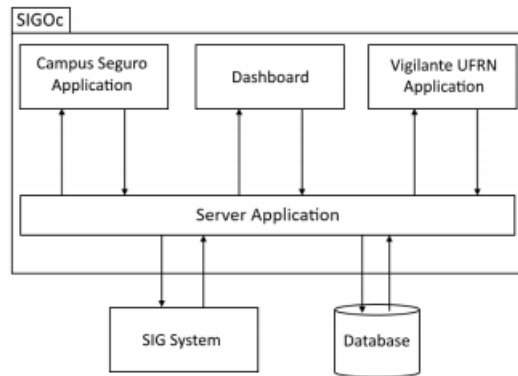 SIGOc
Campus Seguro
Application
Dashboard
Vigilante UFRN
Application
Server Application
SIG System
Database